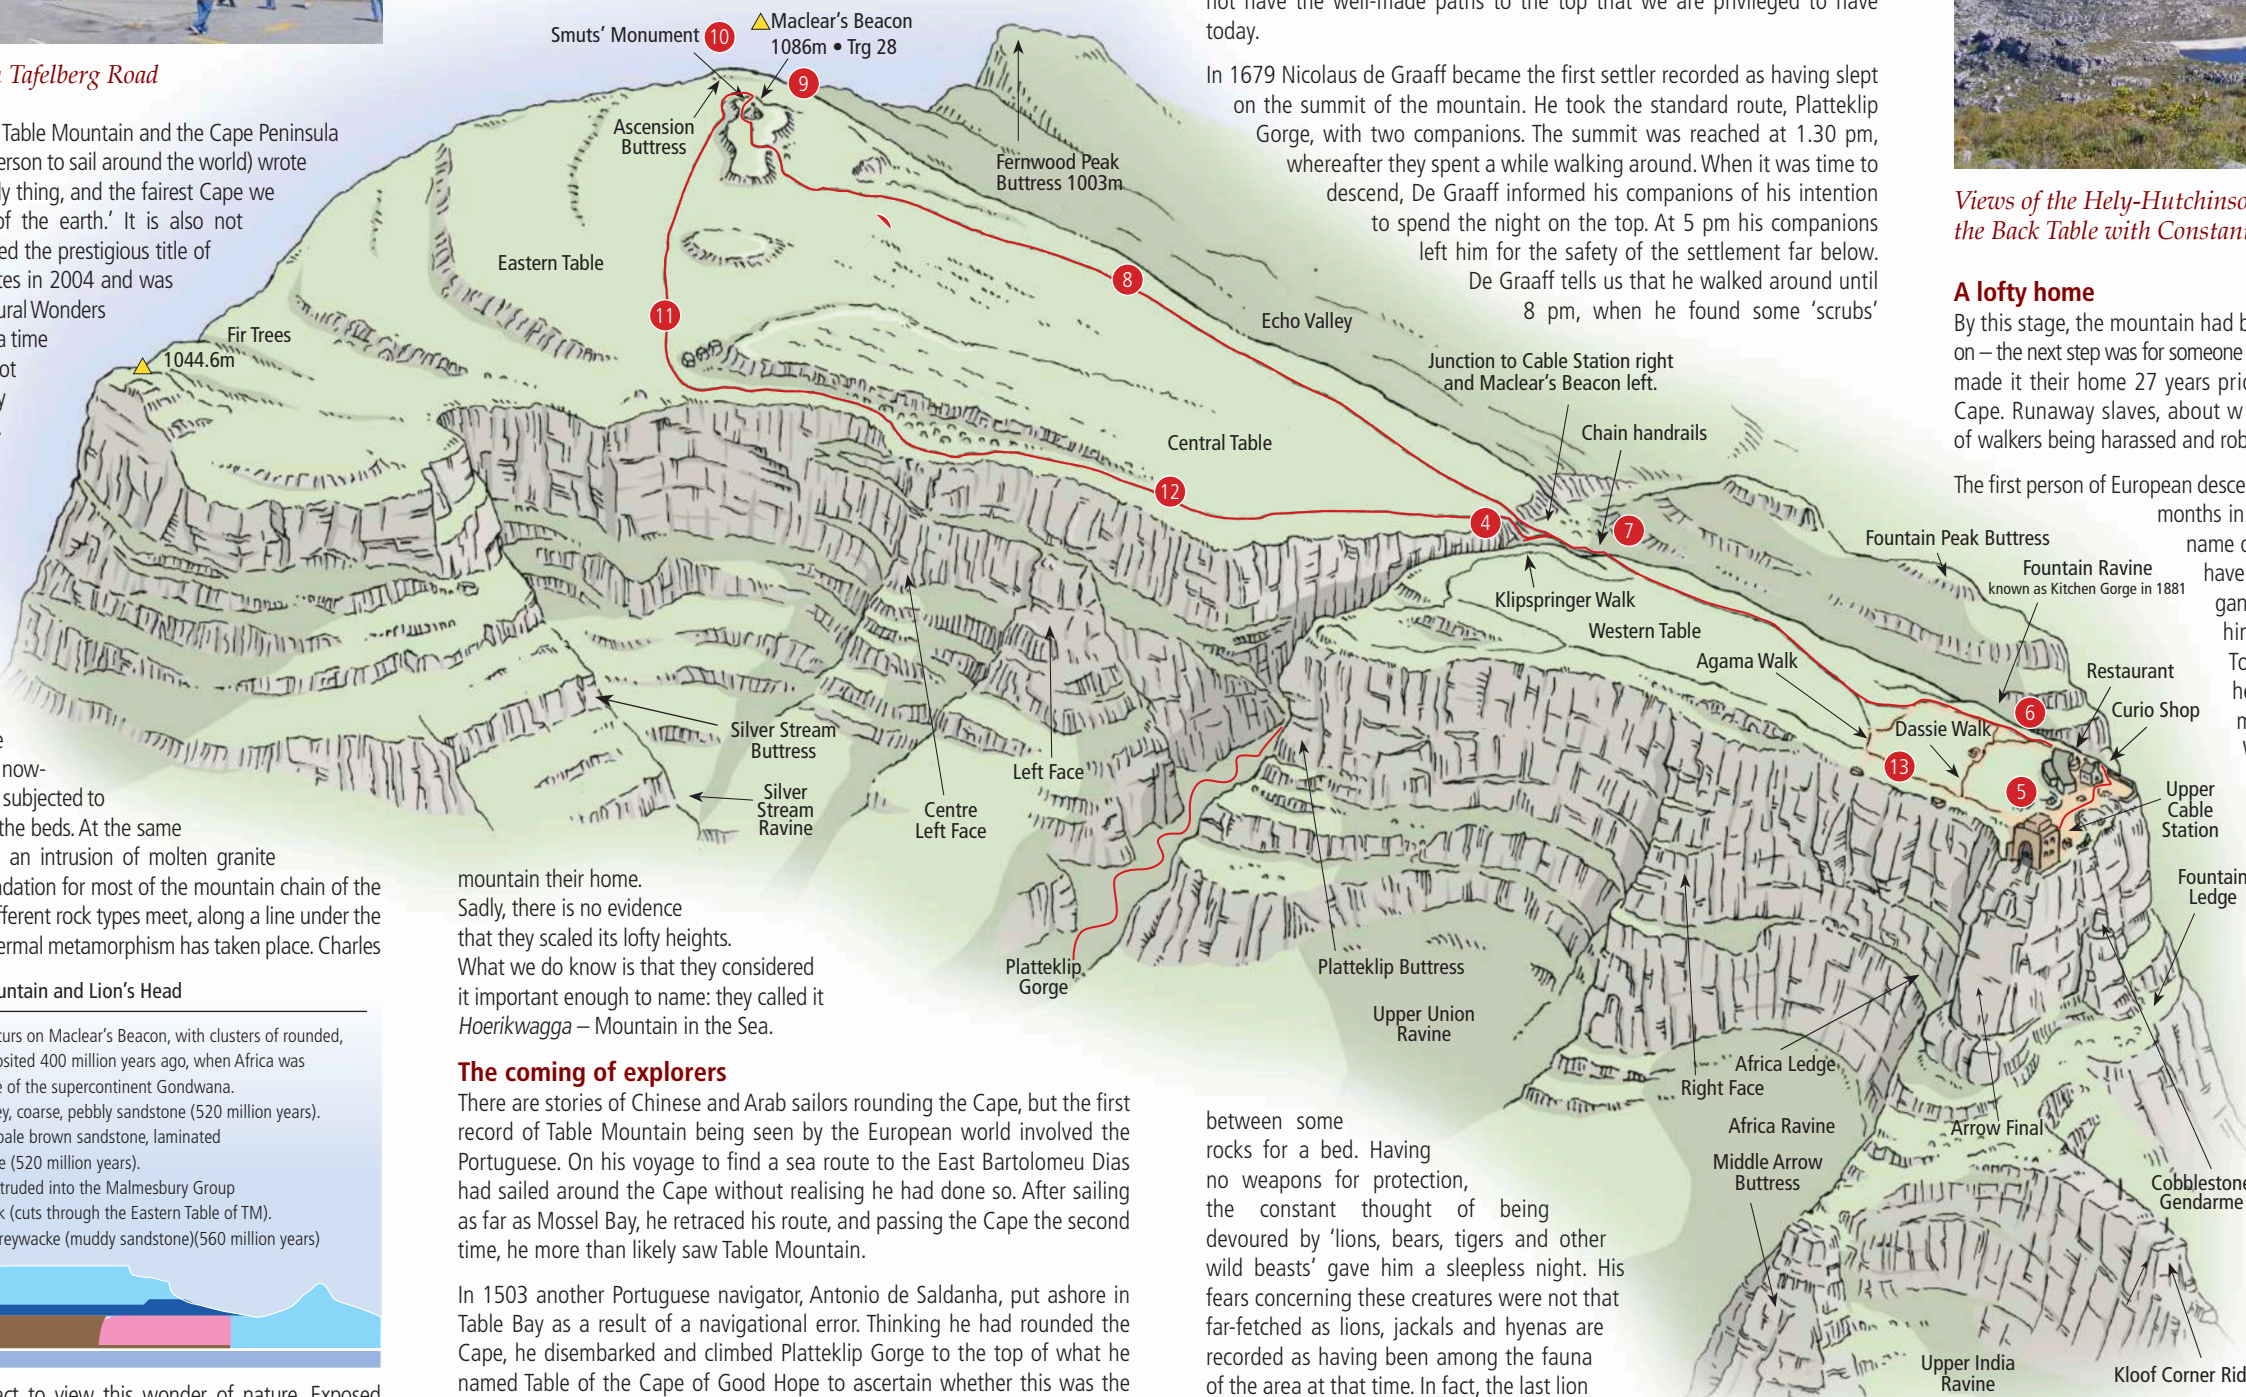 Tafelberg Road
Table Mountain and the Cape Peninsula
erson to sail around the world) wrote
ly thing, and the fairest Cape we
of the earth.’ It is also not
ed the prestigious title of
tes in 2004 and was
ural Wonders
a time
ot
y
e
now-
subjected to
the beds. At the same
an intrusion of molten granite
ndation for most of the mountain chain of the
fferent rock types meet, along a line under the
ermal metamorphism has taken place. Charles
untain and Lion’s Head
curs on Maclear’s Beacon, with clusters of rounded,
osited 400 million years ago, when Africa was
e of the supercontinent Gondwana.
ey, coarse, pebbly sandstone (520 million years).
pale brown sandstone, laminated
e (520 million years).
truded into the Malmesbury Group
k (cuts through the Eastern Table of TM).
reywacke (muddy sandstone)(560 million years)
act to view this wonder of nature. Exposed
Smuts’ Monument 10
Maclear’s Beacon
1086m • Trg 28
9
Ascension
Buttress
Fernwood Peak
Buttress 1003m
Eastern Table
8
11
Fir Trees
1044.6m
Echo Valley
Junction to Cable Station right
and Maclear’s Beacon left.
Chain handrails
Central Table
12
4
7
Fountain Peak Buttress
Fountain Ravine
known as Kitchen Gorge in 1881
Klipspringer Walk
Western Table
Agama Walk
Restaurant
6
Curio Shop
Dassie Walk
13
5
Upper
Cable
Station
Silver Stream
Buttress
Silver
Stream
Ravine
Left Face
Centre
Left Face
Fountain
Ledge
Platteklip
Gorge
Platteklip Buttress
Upper Union
Ravine
Africa Ledge
Right Face
Africa Ravine
Arrow Final
Middle Arrow
Buttress
Cobblestone
Gendarme
Upper India
Ravine
Kloof Corner Rid
mountain their home.
Sadly, there is no evidence
that they scaled its lofty heights.
What we do know is that they considered
it important enough to name: they called it
Hoerikwagga – Mountain in the Sea.
The coming of explorers
There are stories of Chinese and Arab sailors rounding the Cape, but the first
record of Table Mountain being seen by the European world involved the
Portuguese. On his voyage to find a sea route to the East Bartolomeu Dias
had sailed around the Cape without realising he had done so. After sailing
as far as Mossel Bay, he retraced his route, and passing the Cape the second
time, he more than likely saw Table Mountain.
In 1503 another Portuguese navigator, Antonio de Saldanha, put ashore in
Table Bay as a result of a navigational error. Thinking he had rounded the
Cape, he disembarked and climbed Platteklip Gorge to the top of what he
named Table of the Cape of Good Hope to ascertain whether this was the
not have the well-made paths to the top that we are privileged to have
today.
In 1679 Nicolaus de Graaff became the first settler recorded as having slept
on the summit of the mountain. He took the standard route, Platteklip
Gorge, with two companions. The summit was reached at 1.30 pm,
whereafter they spent a while walking around. When it was time to
descend, De Graaff informed his companions of his intention
to spend the night on the top. At 5 pm his companions
left him for the safety of the settlement far below.
De Graaff tells us that he walked around until
8 pm, when he found some ‘scrubs’
between some
rocks for a bed. Having
no weapons for protection,
the constant thought of being
devoured by ‘lions, bears, tigers and other
wild beasts’ gave him a sleepless night. His
fears concerning these creatures were not that
far-fetched as lions, jackals and hyenas are
recorded as having been among the fauna
of the area at that time. In fact, the last lion
Views of the Hely-Hutchinso
the Back Table with Constan
A lofty home
By this stage, the mountain had b
on – the next step was for someone
made it their home 27 years pric
Cape. Runaway slaves, about w
of walkers being harassed and rob
The first person of European desce
months in
name o
have
gan
hin
To
he
m